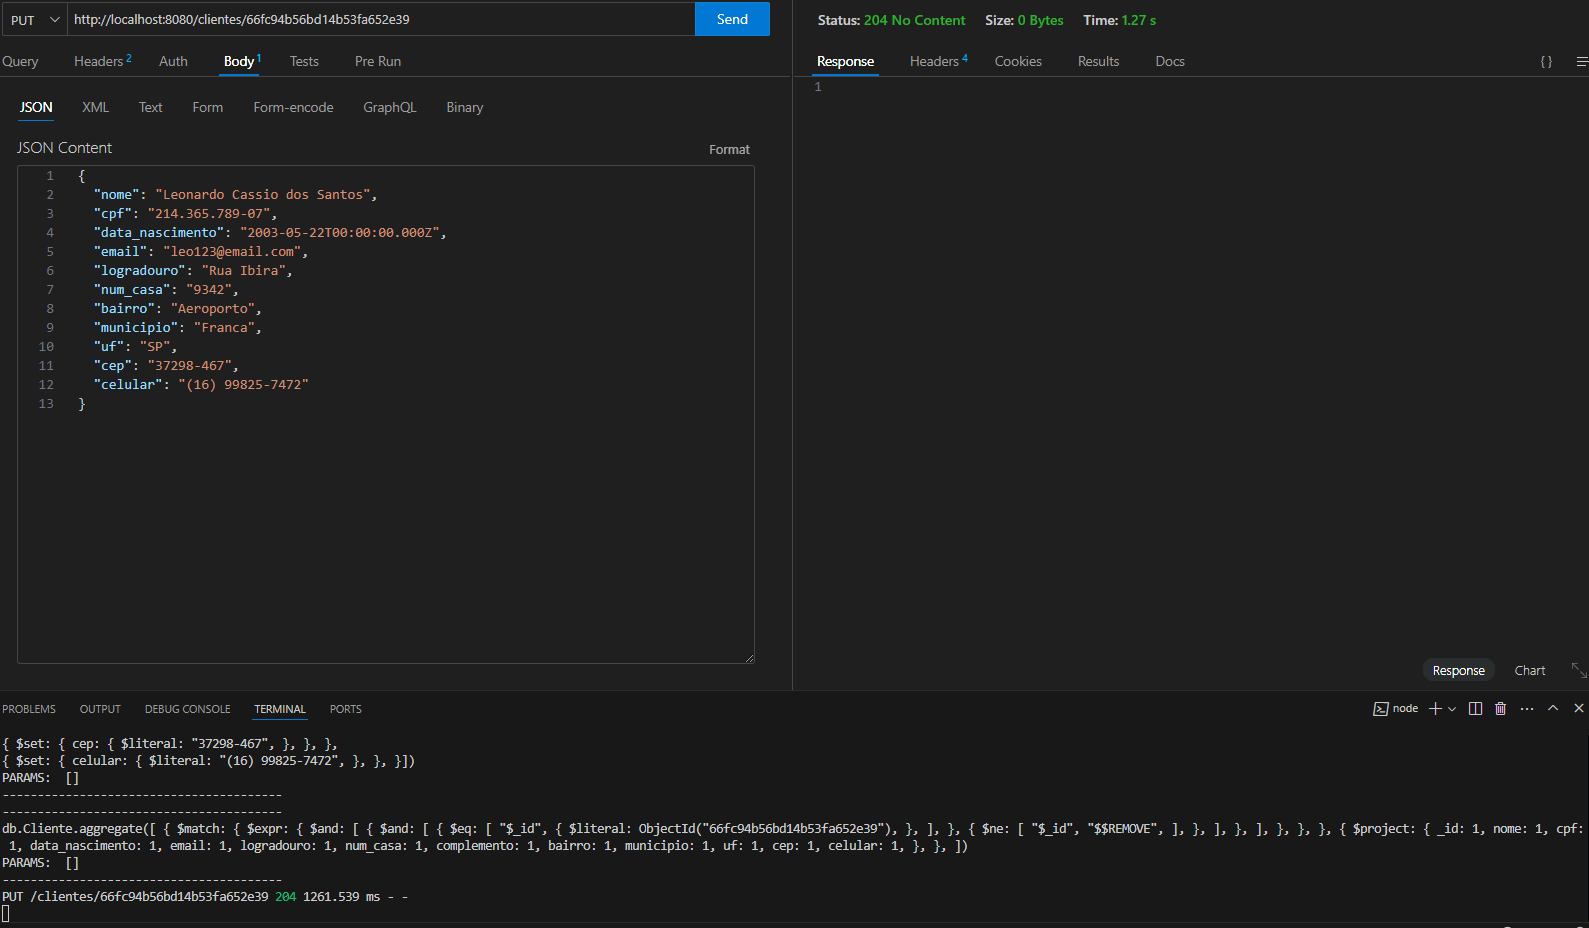 PUT http://localhost:8080/clientes/66fc94b56bd14b53fa652e39 Send
Query Headers 2 Auth Body 1 Tests Pre Run
JSON XML Text Form Form-encode GraphQL Binary
JSON Content Format
1 {
2 "nome": "Leonardo Cassio dos Santos",
3 "cpf": "214.365.789-07",
4 "data_nascimento": "2003-05-22T00:00:00.000Z",
5 "email": "leo123@email.com",
6 "logradouro": "Rua Ibira",
7 "num_casa": "9342",
8 "bairro": "Aeroporto",
9 "municipio": "Franca",
10 "uf": "SP",
11 "cep": "37298-467",
12 "celular": "(16) 99825-7472"
13 }
Status: 204 No Content Size: 0 Bytes Time: 1.27 s
Response Headers 4 Cookies Results Docs { }
1
Response Chart
PROBLEMS OUTPUT DEBUG CONSOLE TERMINAL PORTS node
{ $set: { cep: { $literal: "37298-467", }, }, },
{ $set: { celular: { $literal: "(16) 99825-7472", }, }, }])
PARAMS: []
----------------------------------------
----------------------------------------
db.Cliente.aggregate([ { $match: { $expr: { $and: [ { $and: [ { $eq: [ "$_id", { $literal: ObjectId("66fc94b56bd14b53fa652e39"), }, ], }, { $ne: [ "$_id", "$$REMOVE", ], }, ], }, ], }, }, }, { $project: { _id: 1, nome: 1, cpf:
1, data_nascimento: 1, email: 1, logradouro: 1, num_casa: 1, complemento: 1, bairro: 1, municipio: 1, uf: 1, cep: 1, celular: 1, }, }, ])
PARAMS: []
----------------------------------------
PUT /clientes/66fc94b56bd14b53fa652e39 204 1261.539 ms - -